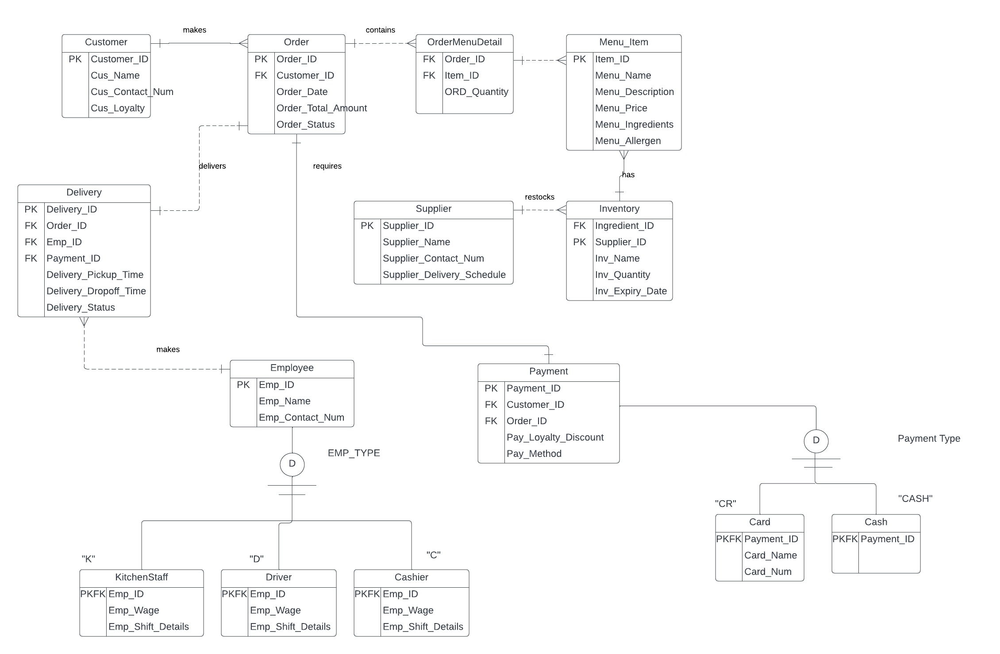 makes
contains
Customer
PK Customer_ID
Cus_Name
Cus_Contact_Num
Cus_Loyalty
Order
PK Order_ID
FK Customer_ID
Order_Date
Order_Total_Amount
Order_Status
OrderMenuDetail
FK Order_ID
FK Item_ID
ORD_Quantity
Menu_Item
PK Item_ID
Menu_Name
Menu_Description
Menu_Price
Menu_Ingredients
Menu_Allergen
delivers
requires
has
restocks
Delivery
PK Delivery_ID
FK Order_ID
FK Emp_ID
FK Payment_ID
Delivery_Pickup_Time
Delivery_Dropoff_Time
Delivery_Status
Supplier
PK Supplier_ID
Supplier_Name
Supplier_Contact_Num
Supplier_Delivery_Schedule
Inventory
FK Ingredient_ID
PK Supplier_ID
Inv_Name
Inv_Quantity
Inv_Expiry_Date
makes
Employee
PK Emp_ID
Emp_Name
Emp_Contact_Num
Payment
PK Payment_ID
FK Customer_ID
FK Order_ID
Pay_Loyalty_Discount
Pay_Method
D
Payment Type
EMP_TYPE
D
"CR"
"CASH"
Card
PKFK Payment_ID
Card_Name
Card_Num
Cash
PKFK Payment_ID
"K"
"D"
"C"
KitchenStaff
PKFK Emp_ID
Emp_Wage
Emp_Shift_Details
Driver
PKFK Emp_ID
Emp_Wage
Emp_Shift_Details
Cashier
PKFK Emp_ID
Emp_Wage
Emp_Shift_Details